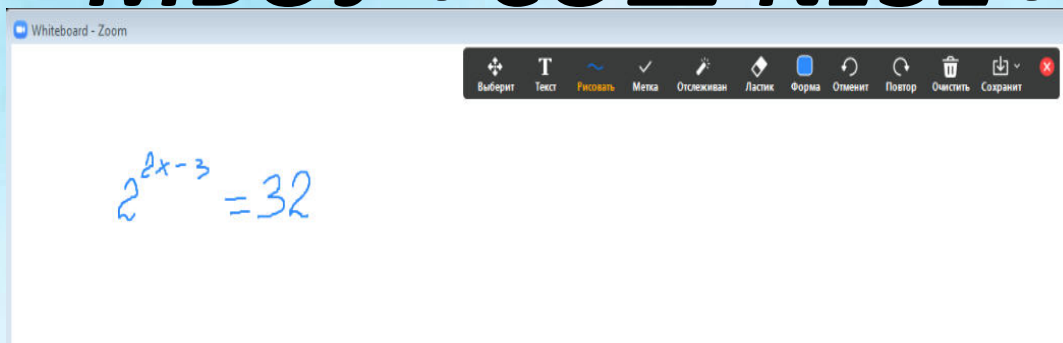 Whiteboard - Zoom
Выберит Текст Рисовать Метка Отслеживан Ластик Форма Отменит Повтор Очистить Сохранит
2^{2x-3} = 32